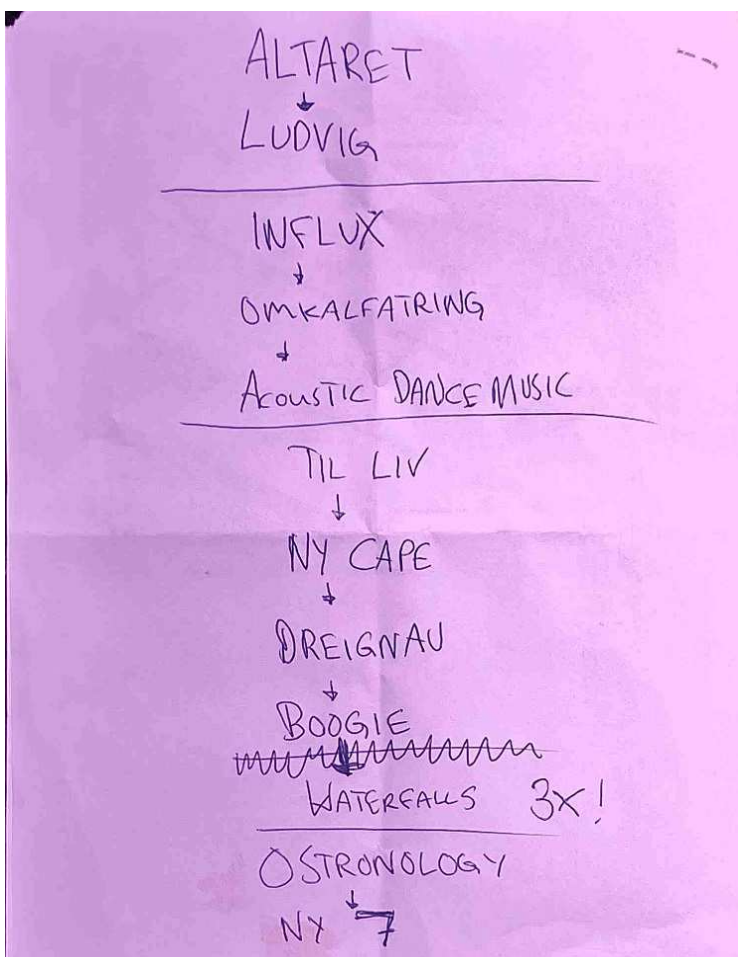 ALTARET
LUDVIG
INFLUX
OMKALFATRING
ACOUSTIC DANCE MUSIC
TIL LIV
NY CAPE
DREIGNAU
BOOGIE
WATERFALLS 3X!
OSTRONOLOGY
NY 7